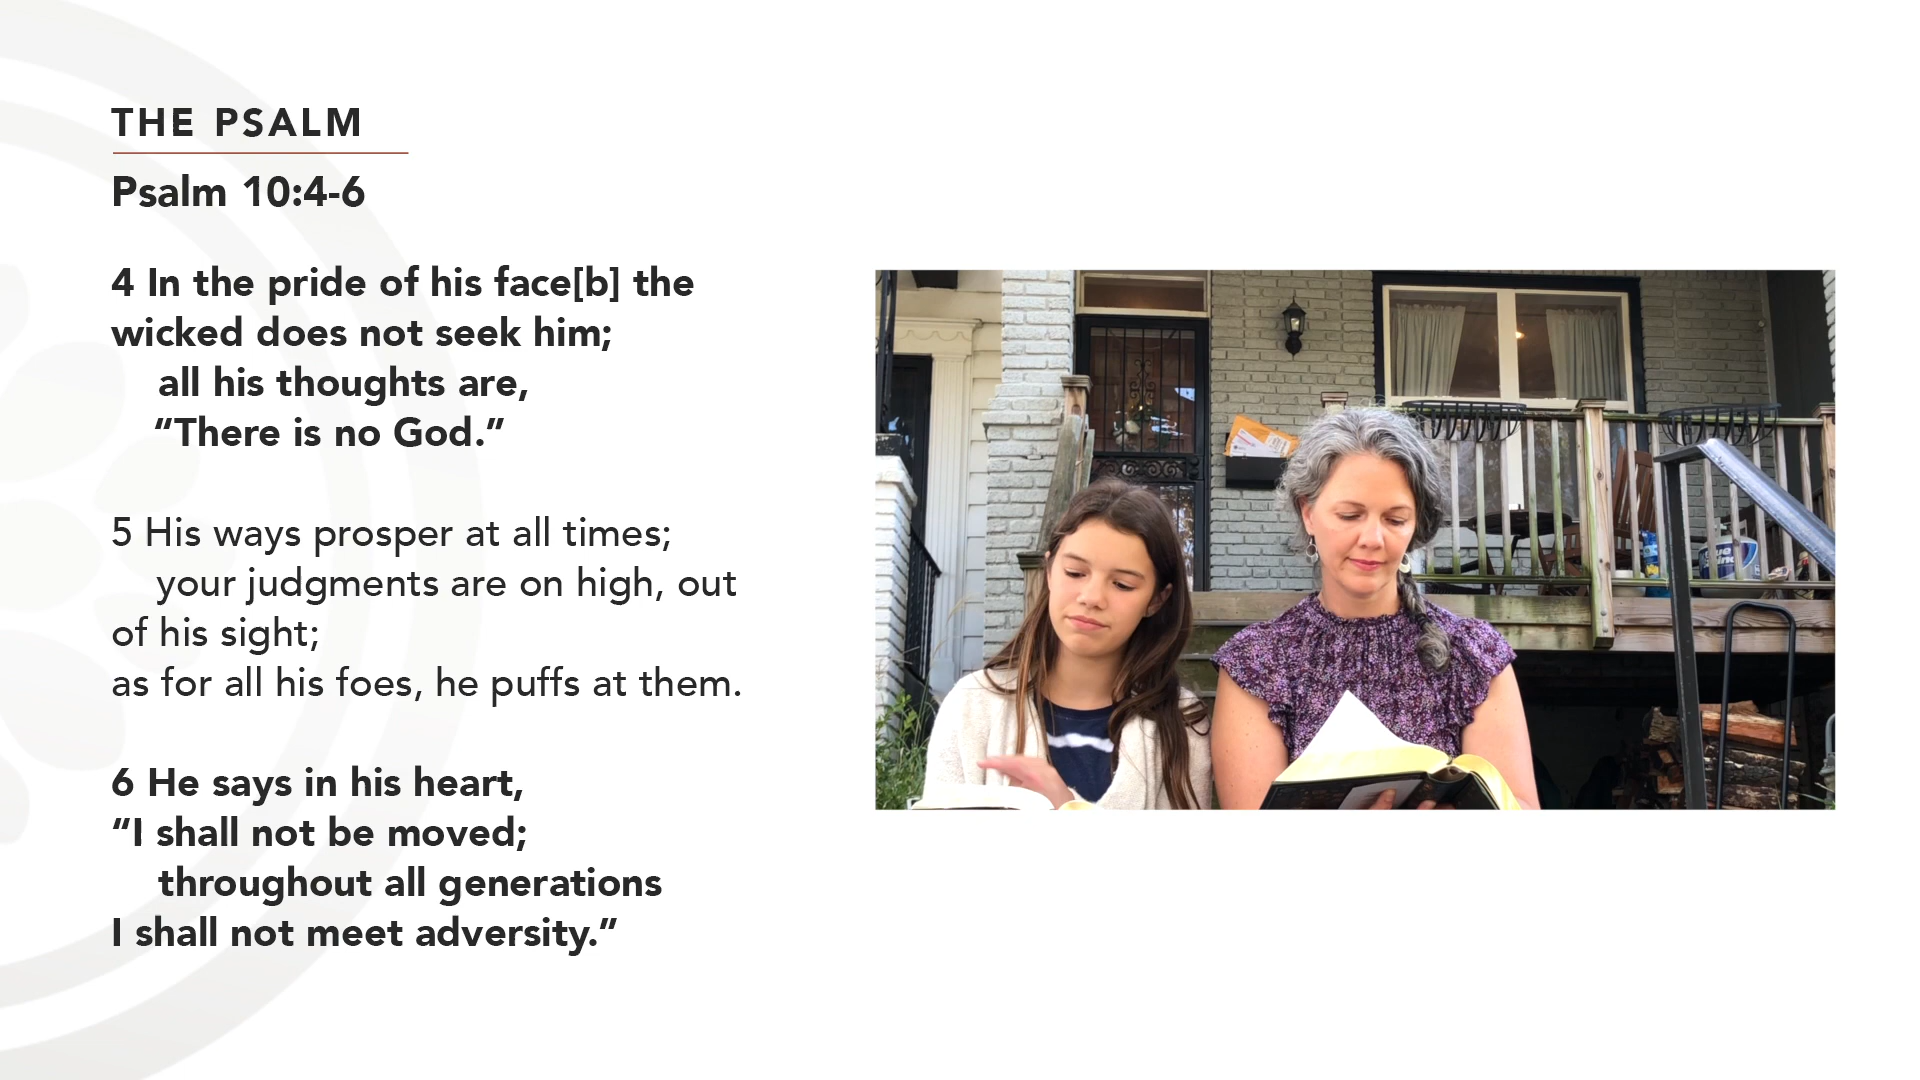 THE PSALM
Psalm 10:4-6
4 In the pride of his face[b] the
wicked does not seek him;
all his thoughts are,
“There is no God.”
5 His ways prosper at all times;
your judgments are on high, out
of his sight;
as for all his foes, he puffs at them.
6 He says in his heart,
“I shall not be moved;
throughout all generations
I shall not meet adversity.”